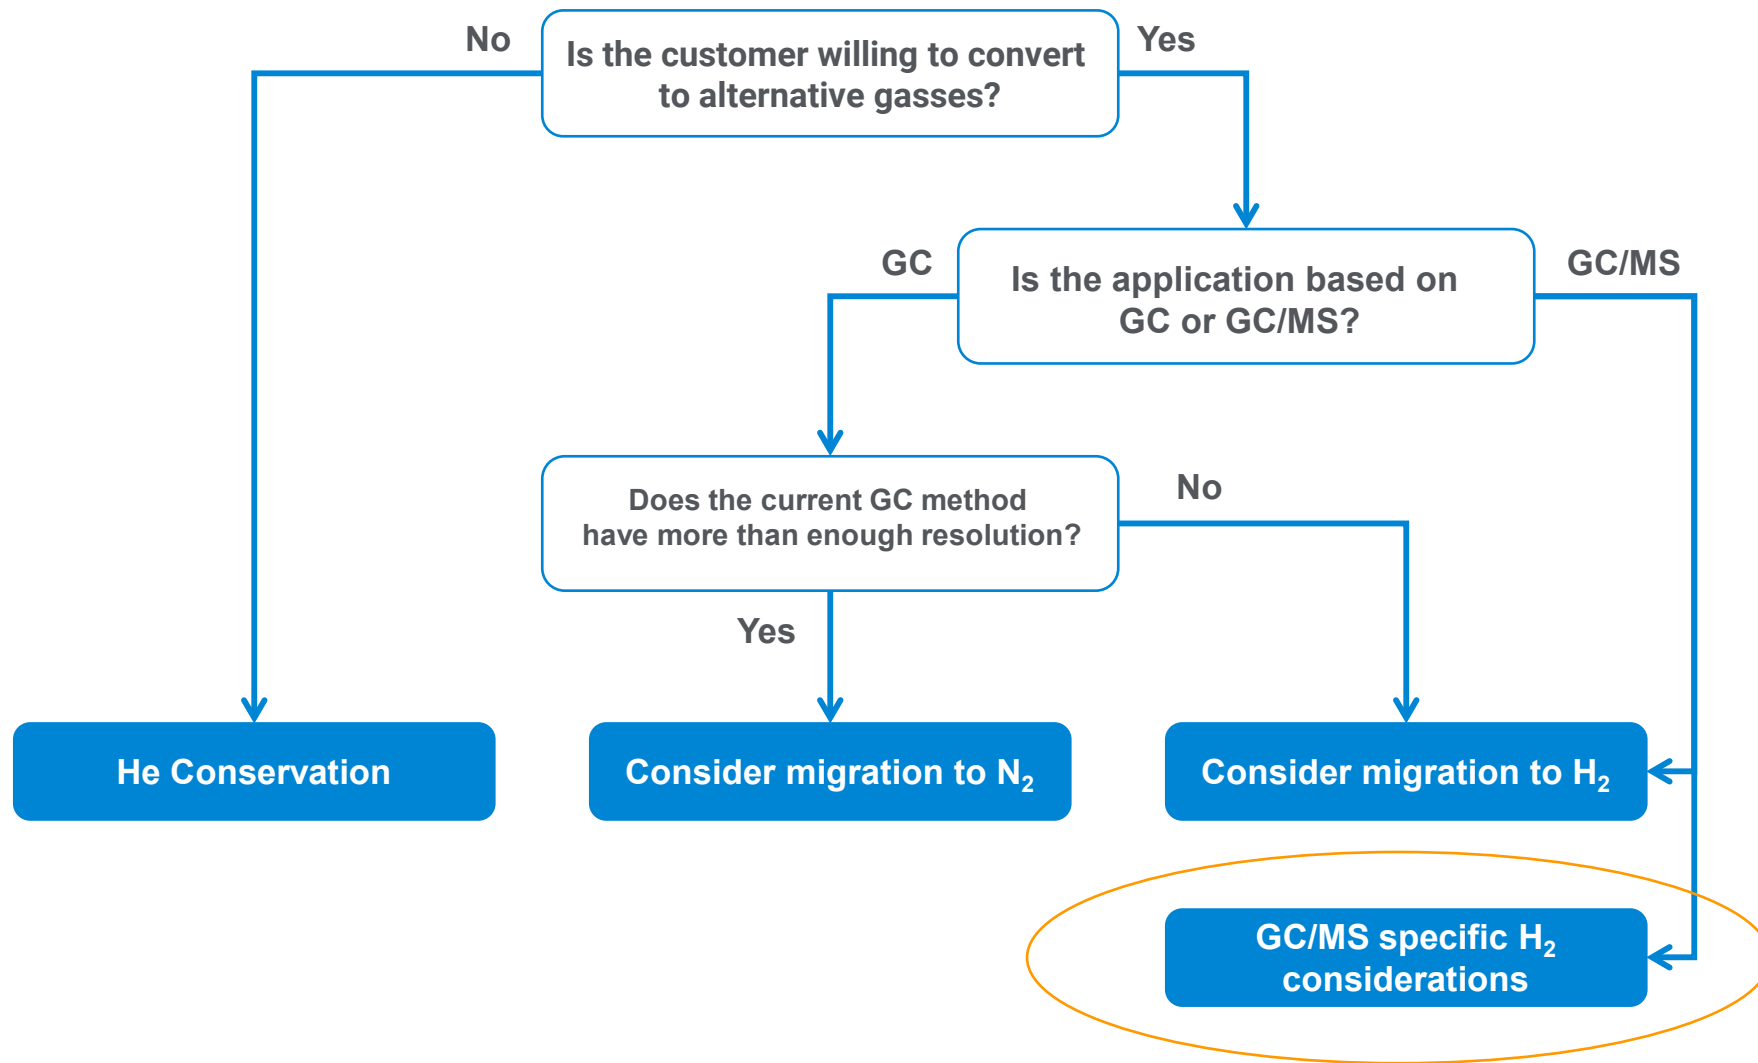 No
Is the customer willing to convert
to alternative gasses?
Yes
GC
Is the application based on
GC or GC/MS?
GC/MS
Does the current GC method
have more than enough resolution?
No
Yes
He Conservation
Consider migration to N₂
Consider migration to H₂
GC/MS specific H₂
considerations